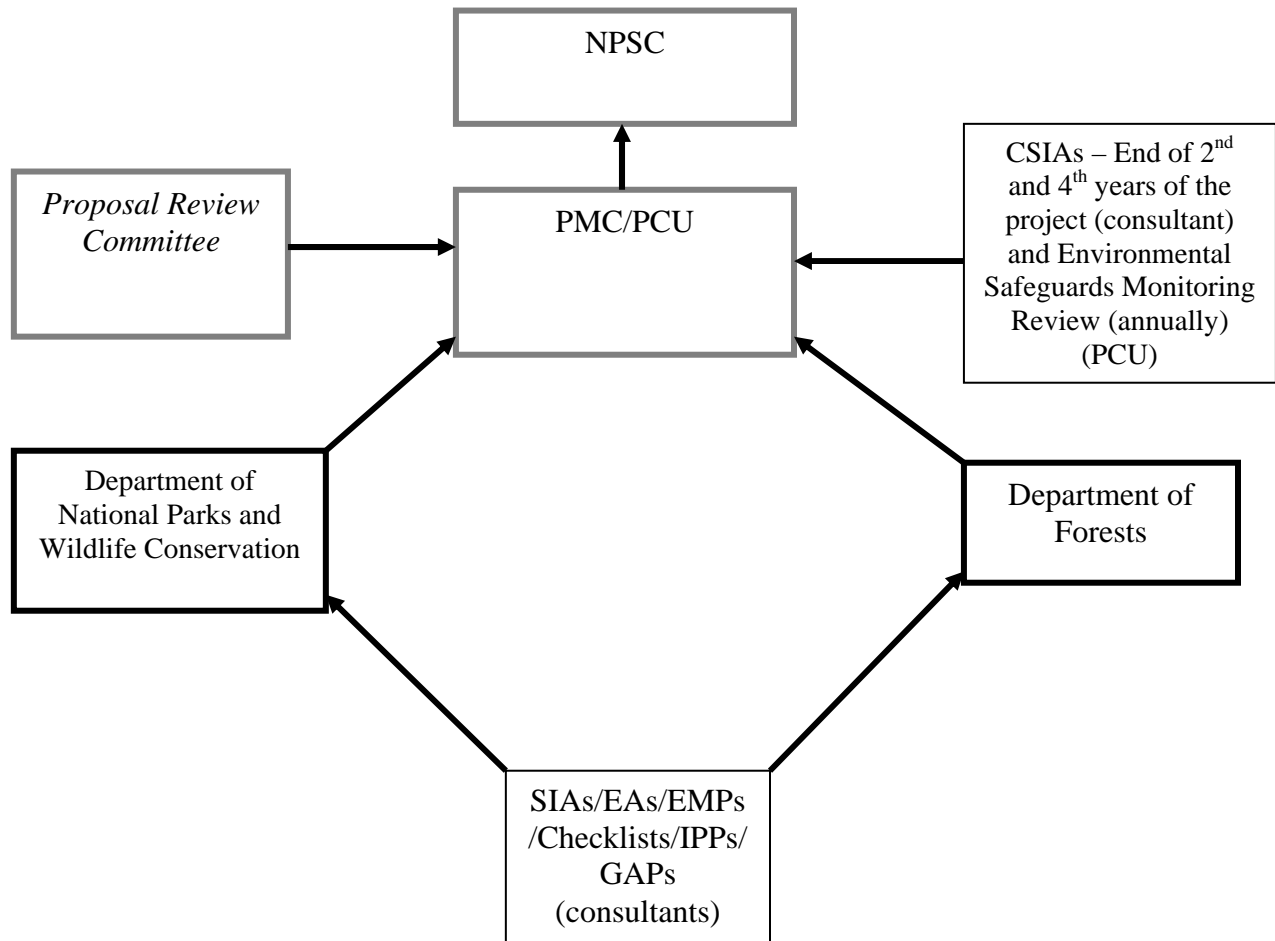 NPSC
Proposal Review
Committee
PMC/PCU
CSIAs – End of 2nd
and 4th years of the
project (consultant)
and Environmental
Safeguards Monitoring
Review (annually)
(PCU)
Department of
National Parks and
Wildlife Conservation
Department of
Forests
SIAs/EAs/EMPs
/Checklists/IPPs/
GAPs
(consultants)